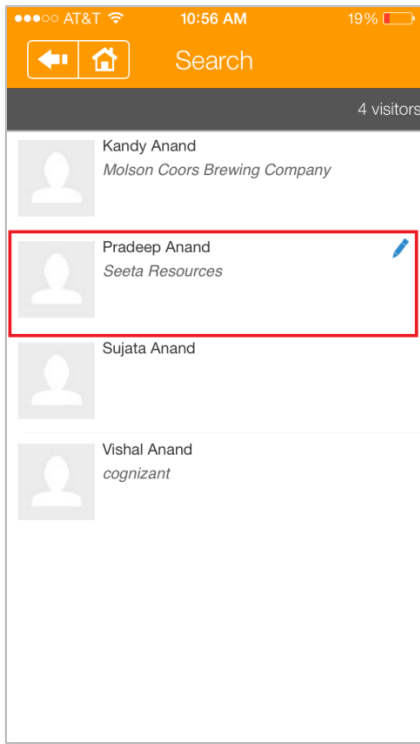 AT&T 10:56 AM 19%
Search
4 visitors
Kandy Anand
Molson Coors Brewing Company
Pradeep Anand
Seeta Resources
Sujata Anand
Vishal Anand
cognizant